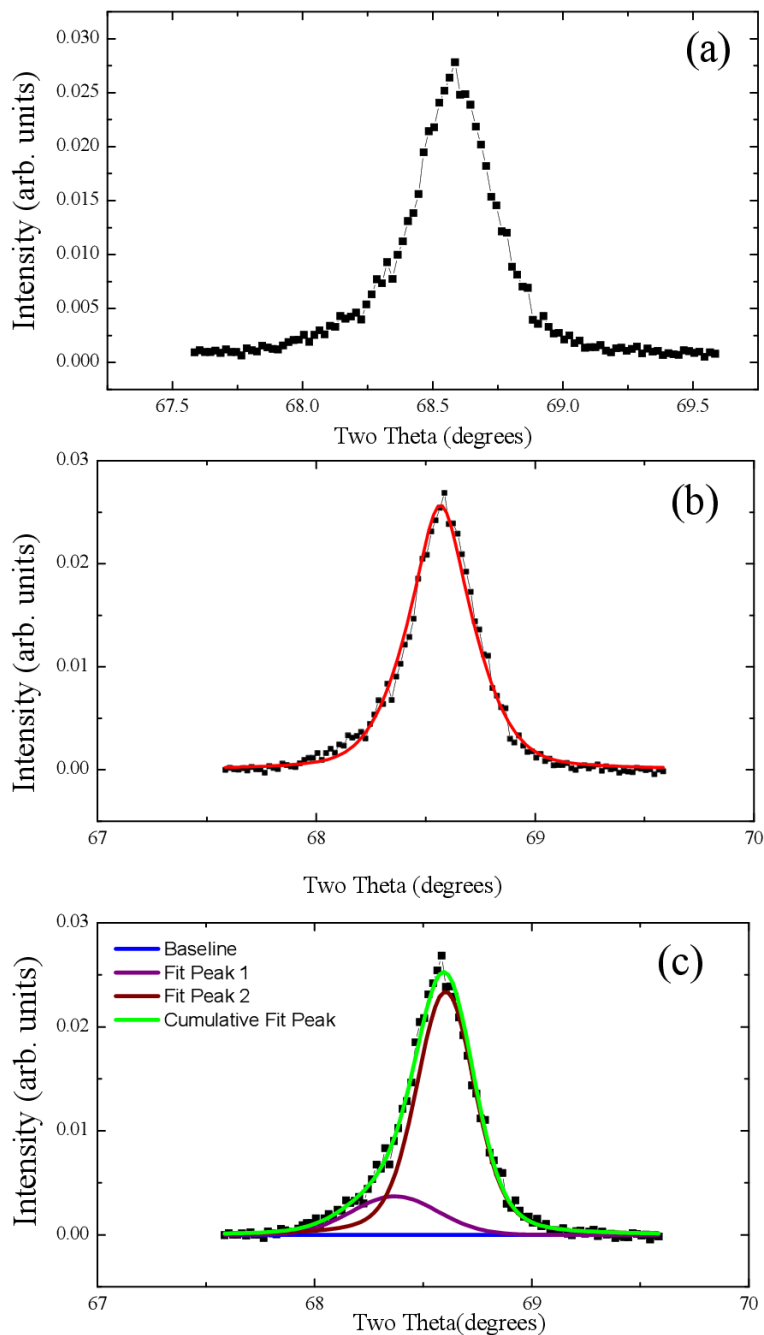 (a)
0.030
0.025
0.020
0.015
0.010
0.005
0.000
Intensity (arb. units)
67.5 68.0 68.5 69.0 69.5
Two Theta (degrees)
(b)
0.03
0.02
0.01
0.00
Intensity (arb. units)
67 68 69 70
Two Theta (degrees)
(c)
0.03
0.02
0.01
0.00
Intensity (arb. units)
Baseline
Fit Peak 1
Fit Peak 2
Cumulative Fit Peak
67 68 69 70
Two Theta(degrees)